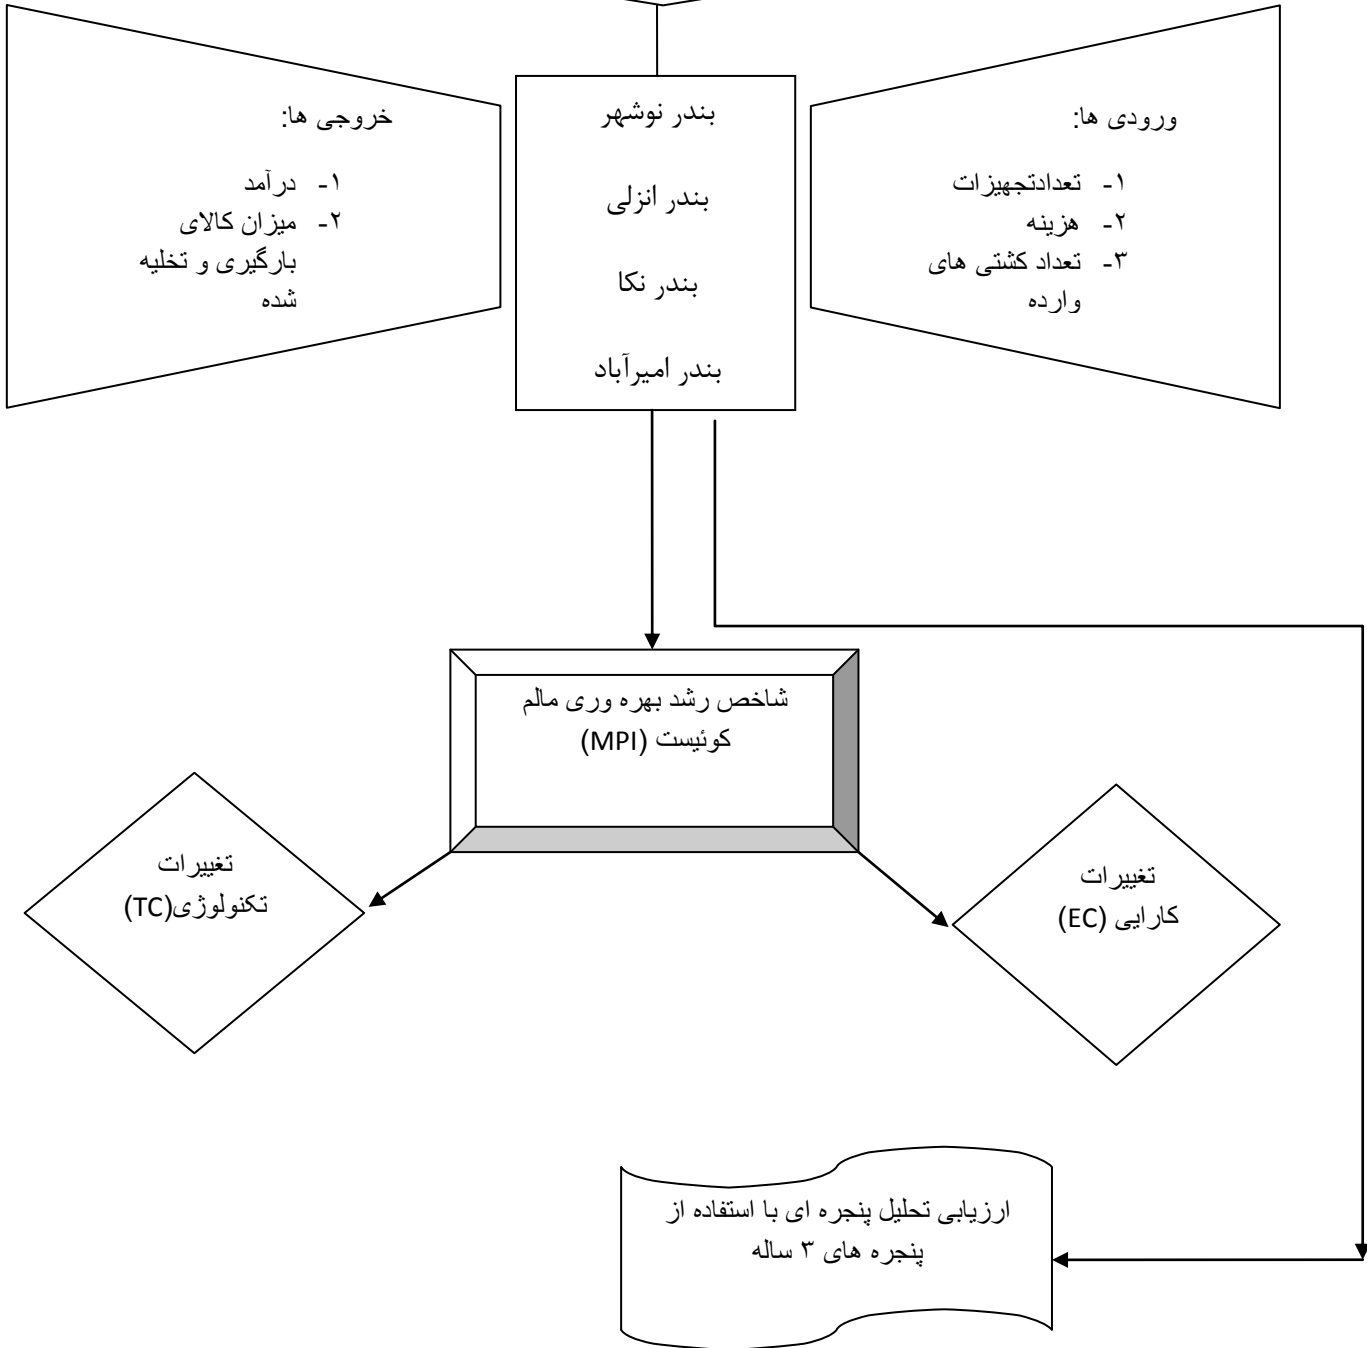 ورودی ها:
۱- تعدادتجهیزات
۲- هزینه
۳- تعداد کشتی های
وارده
بندر نوشهر
بندر انزلی
بندر نکا
بندر امیرآباد
خروجی ها:
۱- درآمد
۲- میزان کالای
بارگیری و تخلیه
شده
شاخص رشد بهره وری مالم
کوئیست (MPI)
تغییرات
کارایی (EC)
تغییرات
تکنولوژی(TC)
ارزیابی تحلیل پنجره ای با استفاده از
پنجره های ۳ ساله